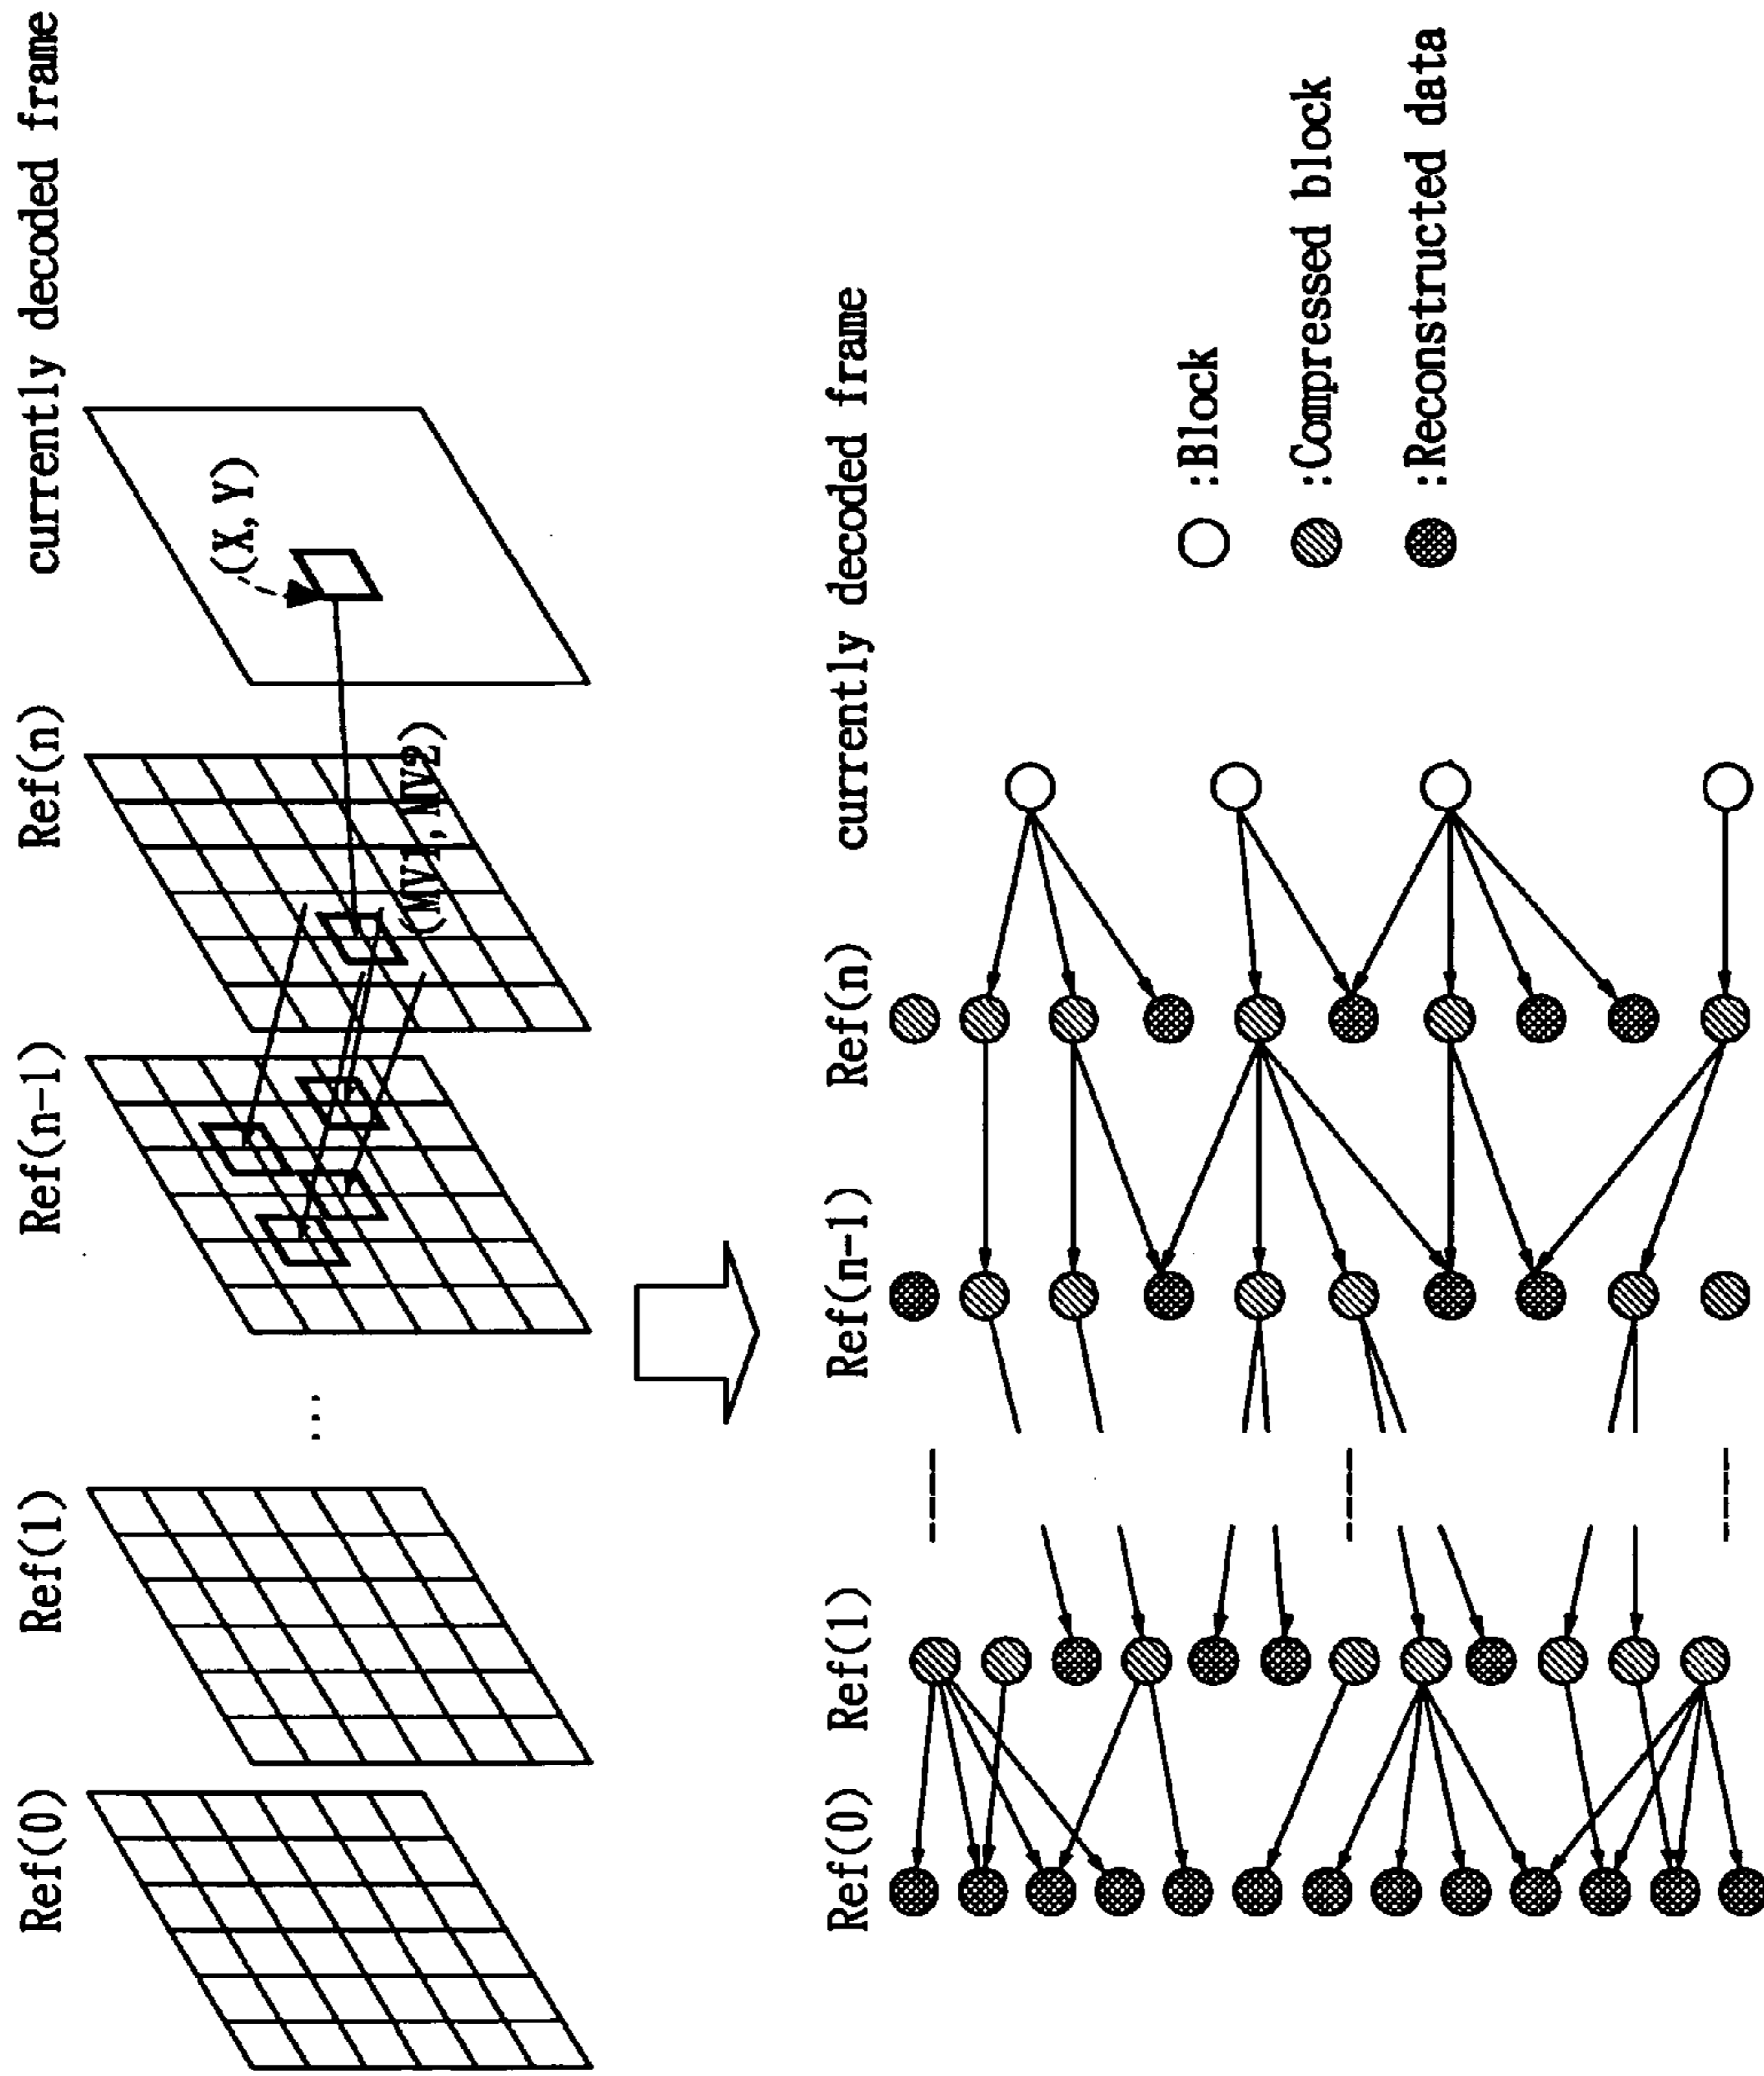 Ref(0)
Ref(1)
...
Ref(n-1)
Ref(n)
currently decoded frame
(X,Y)
(MV1,MV2)
Ref(0)
Ref(1)
Ref(n-1)
Ref(n)
currently decoded frame
:Block
:Compressed block
:Reconstructed data